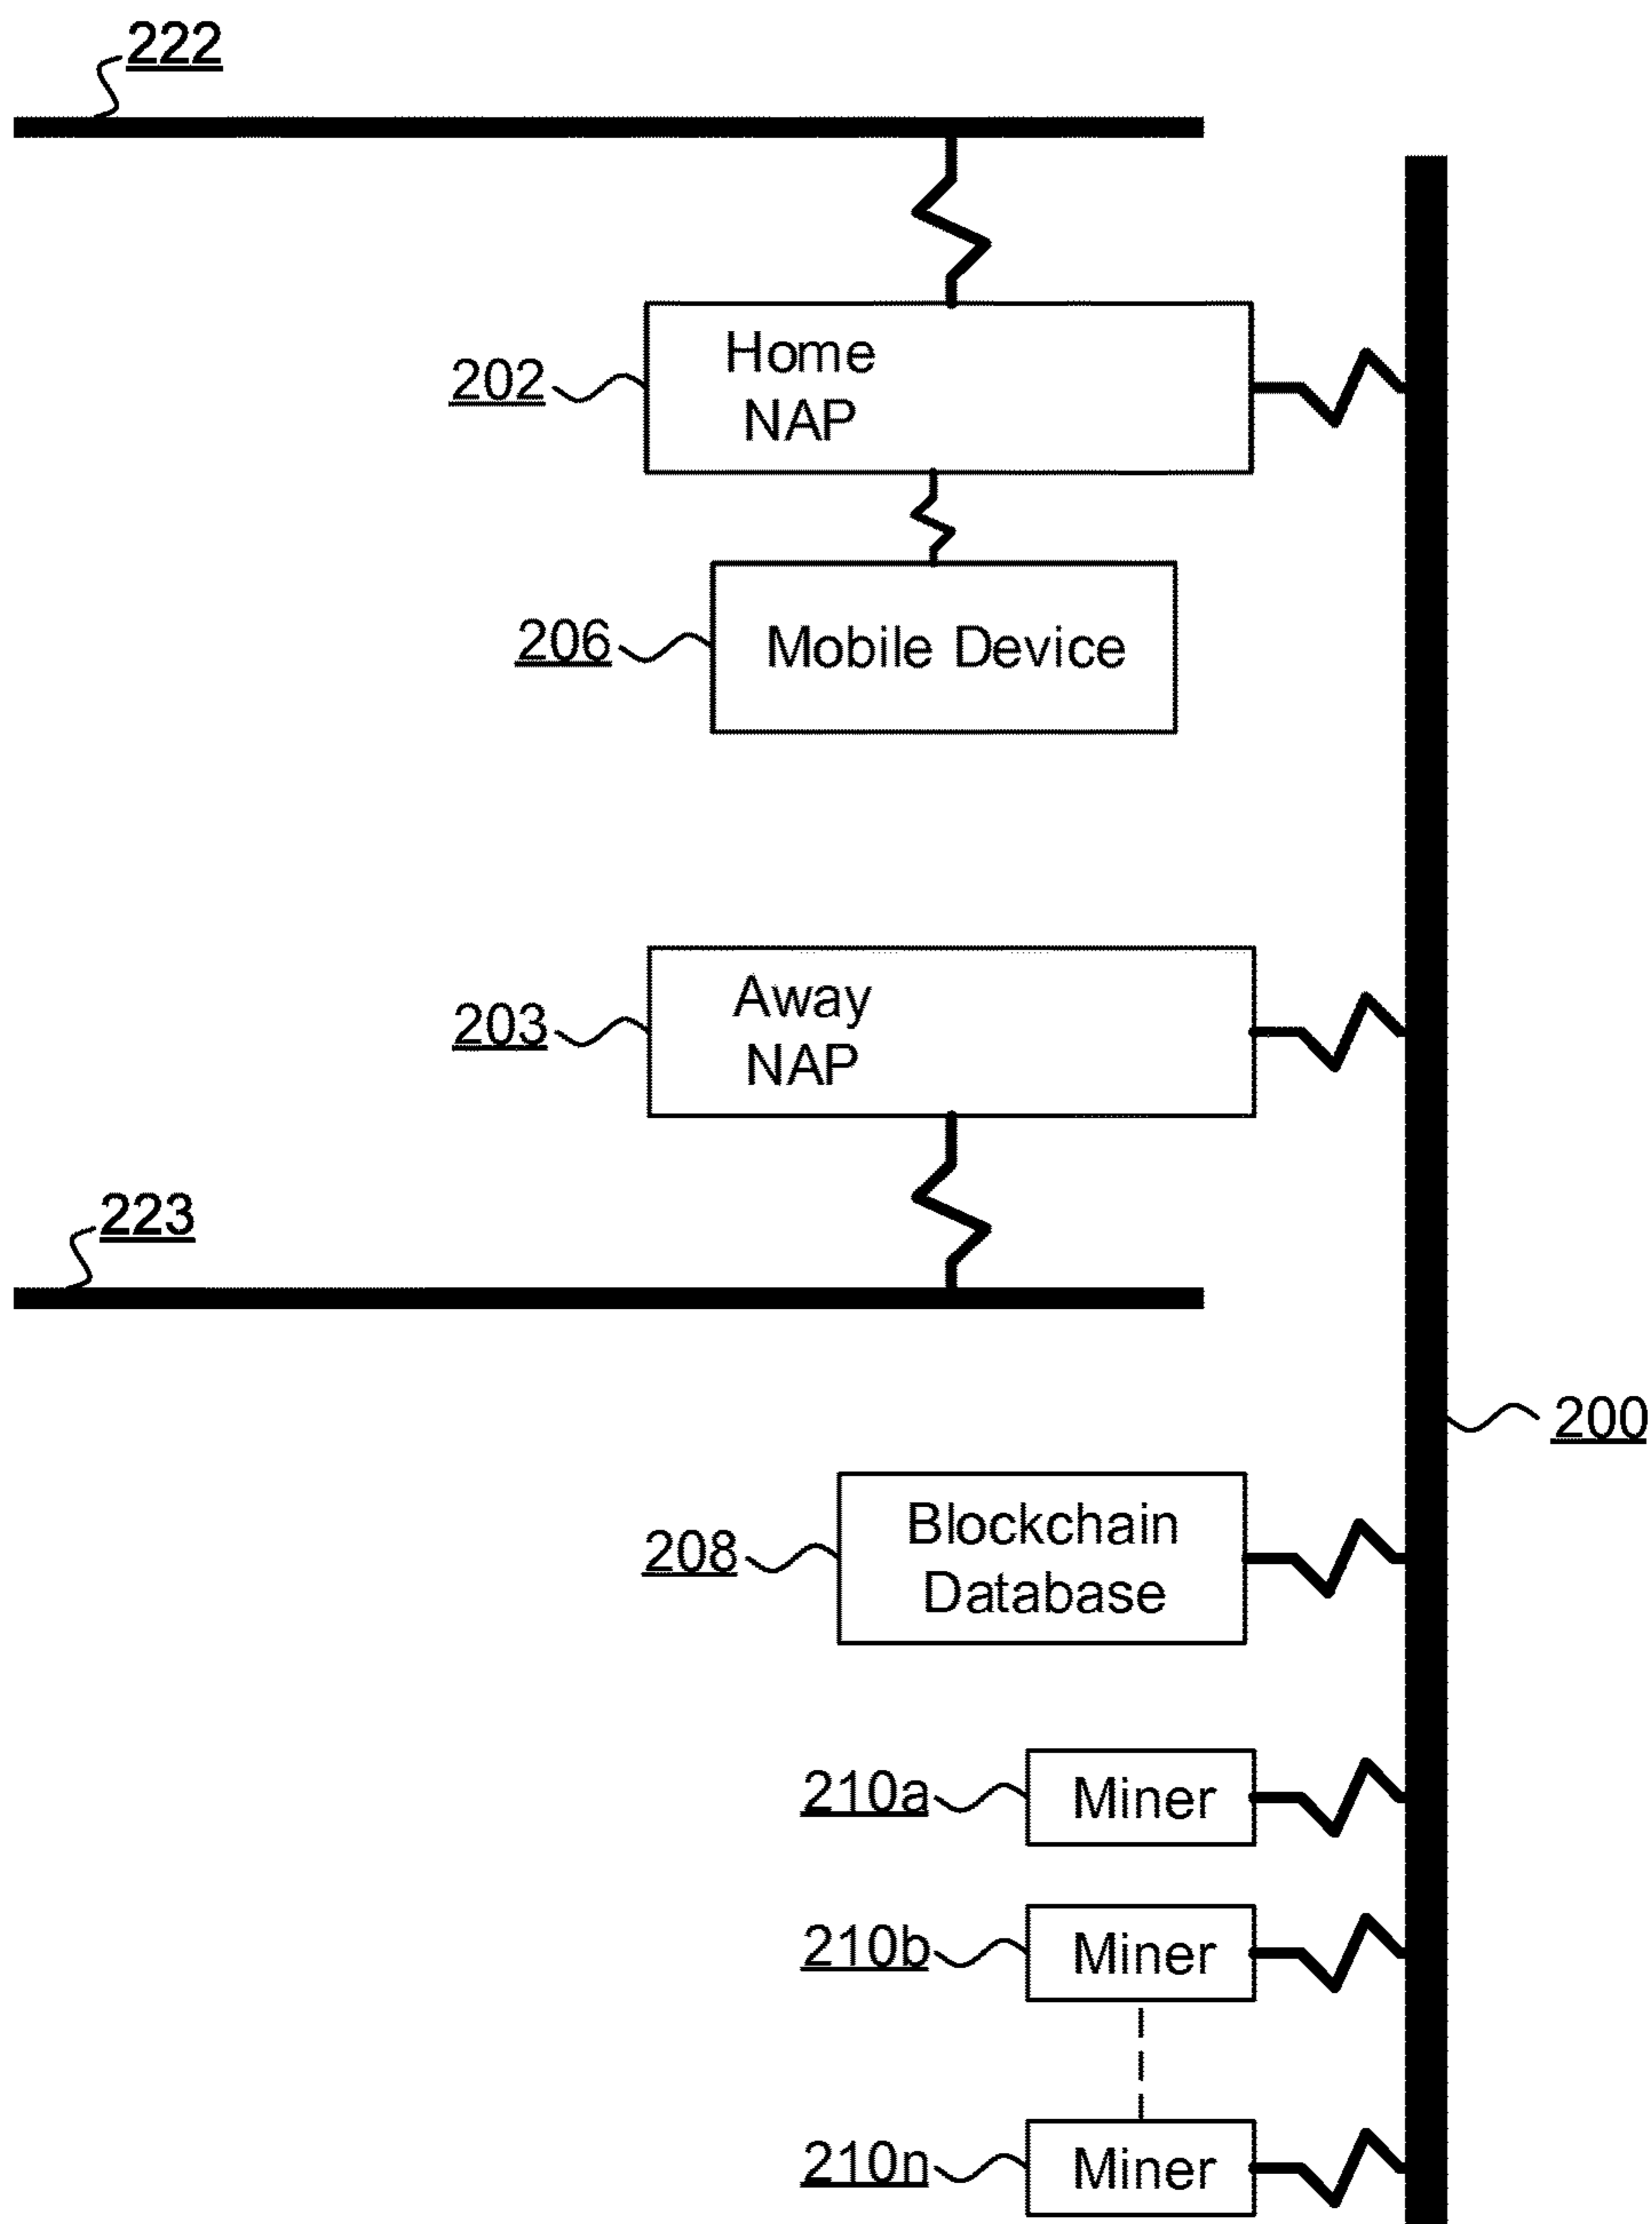 222
Home
NAP
202
Mobile Device
206
Away
NAP
203
223
200
Blockchain
Database
208
210a
Miner
210b
Miner
210n
Miner